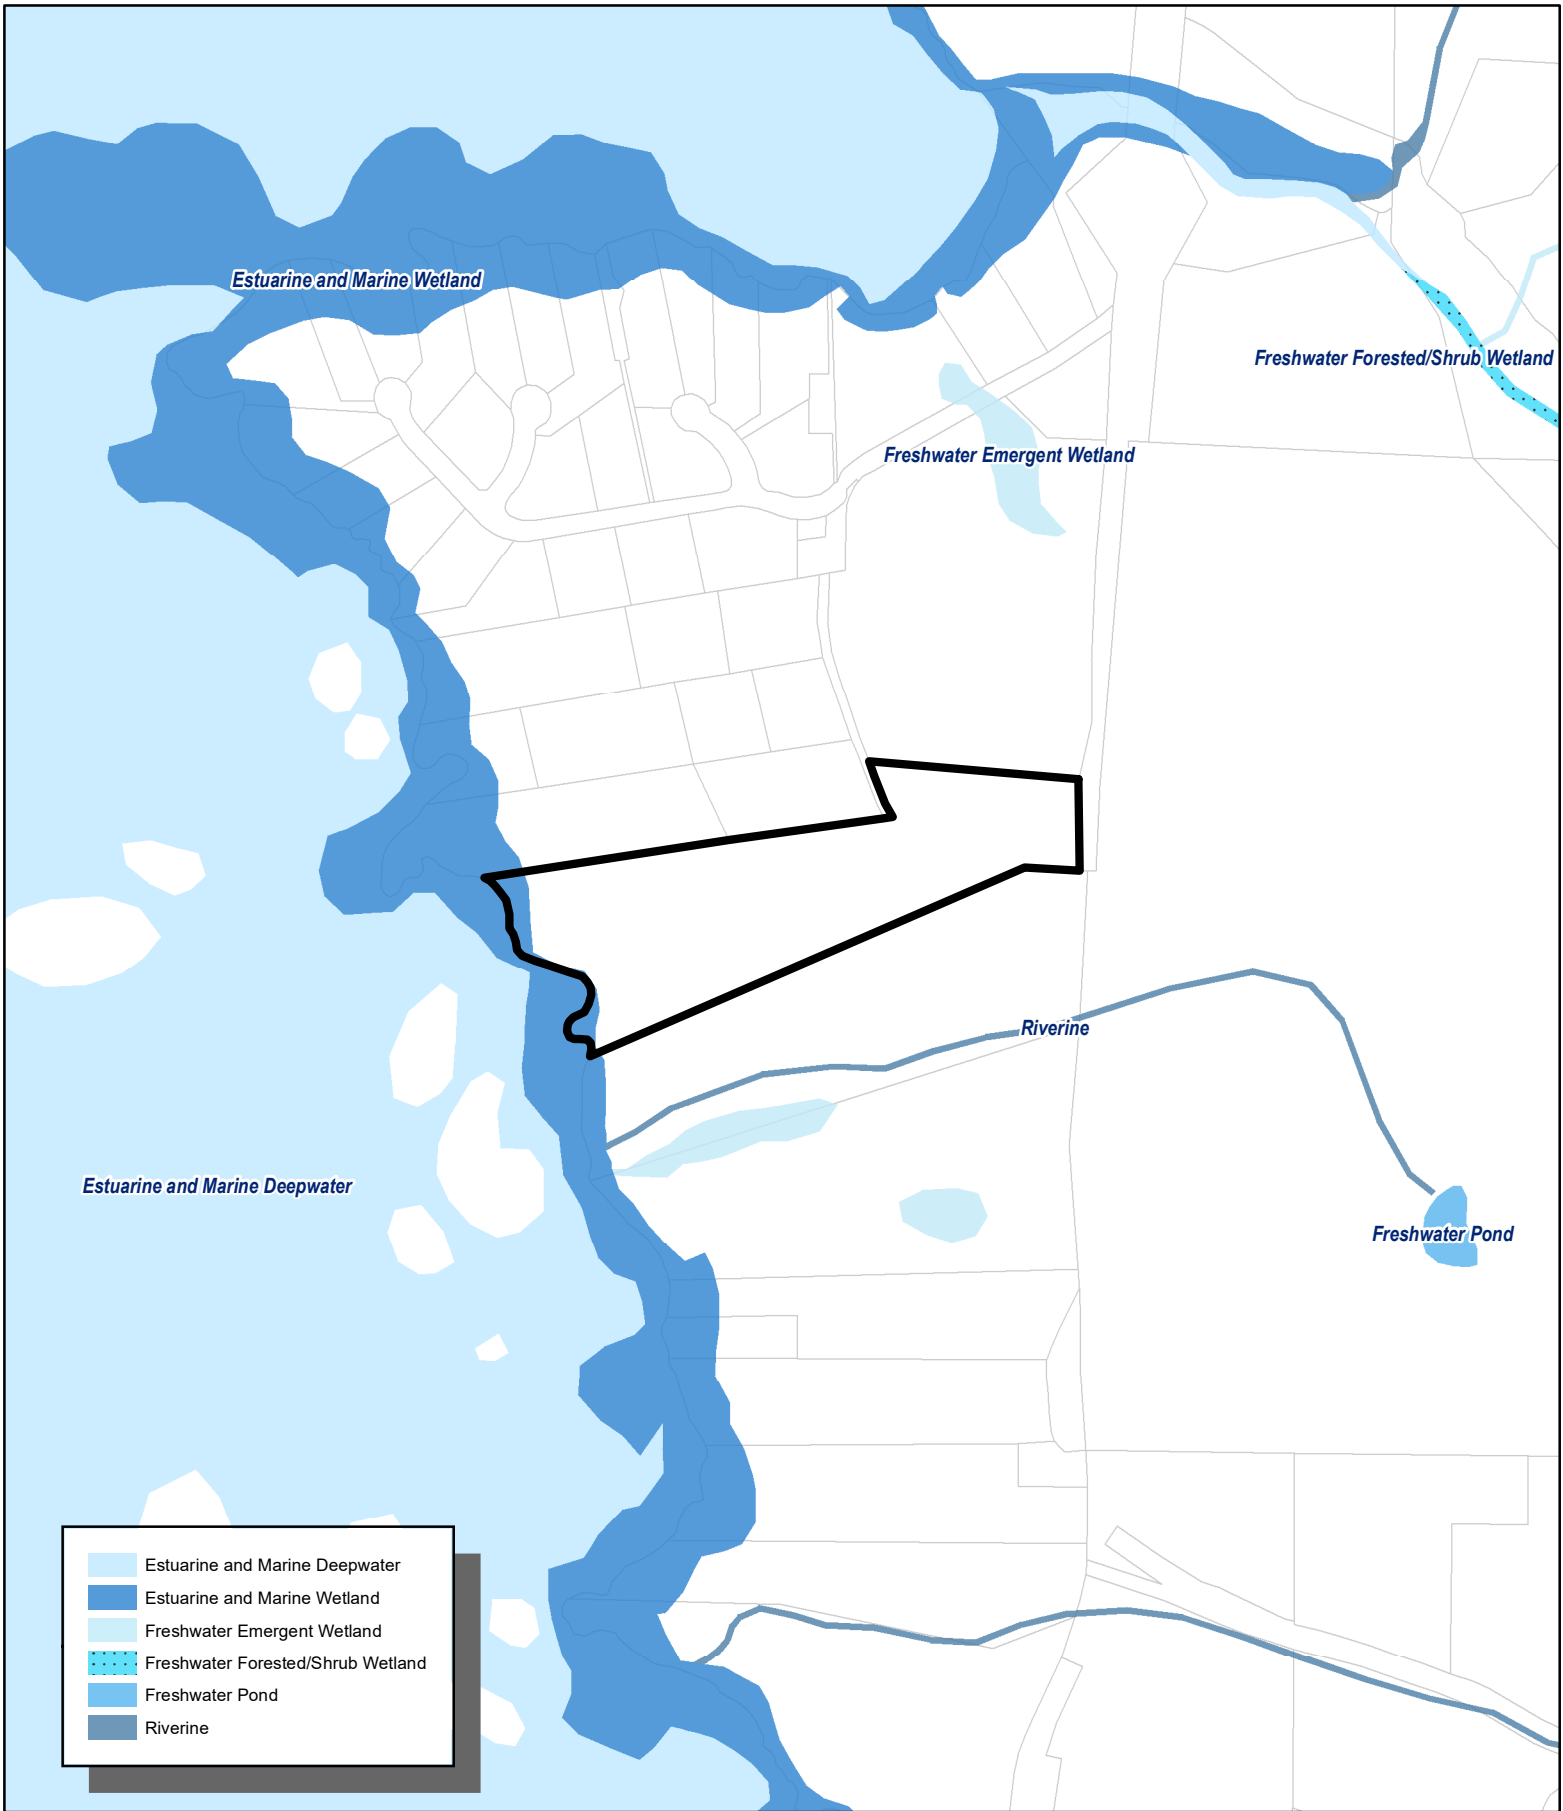 Estuarine and Marine Wetland
Freshwater Forested/Shrub Wetland
Freshwater Emergent Wetland
Riverine
Estuarine and Marine Deepwater
Freshwater Pond
Estuarine and Marine Deepwater
Estuarine and Marine Wetland
Freshwater Emergent Wetland
Freshwater Forested/Shrub Wetland
Freshwater Pond
Riverine